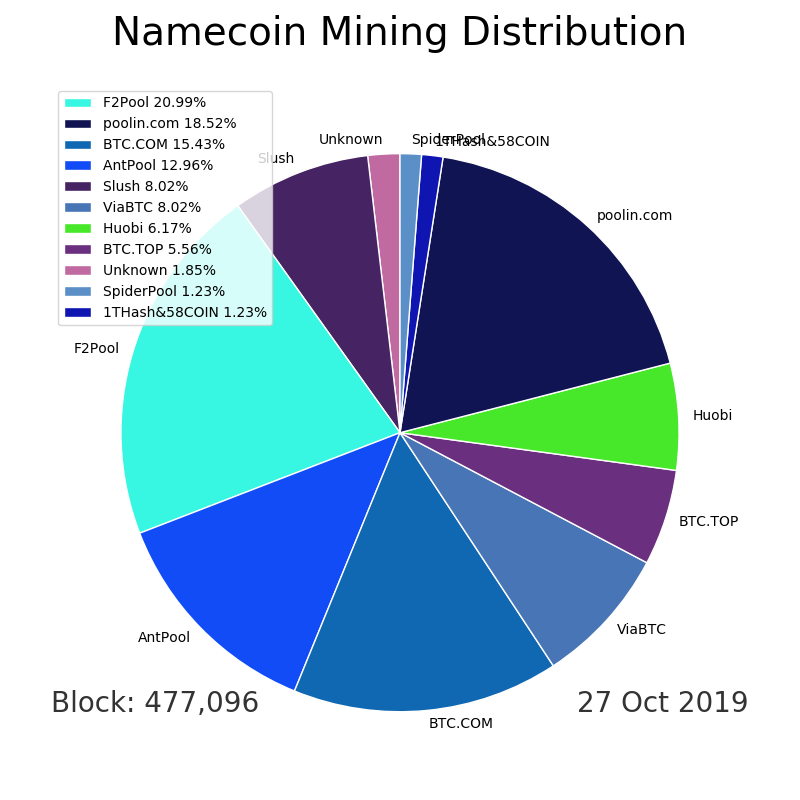 Namecoin Mining Distribution
F2Pool 20.99%
poolin.com 18.52%
BTC.COM 15.43%
AntPool 12.96%
Slush 8.02%
ViaBTC 8.02%
Huobi 6.17%
BTC.TOP 5.56%
Unknown 1.85%
SpiderPool 1.23%
1THash&58COIN 1.23%
Unknown
SpiderPool
1THash&58COIN
Slush
poolin.com
F2Pool
Huobi
BTC.TOP
ViaBTC
AntPool
BTC.COM
Block: 477,096
27 Oct 2019